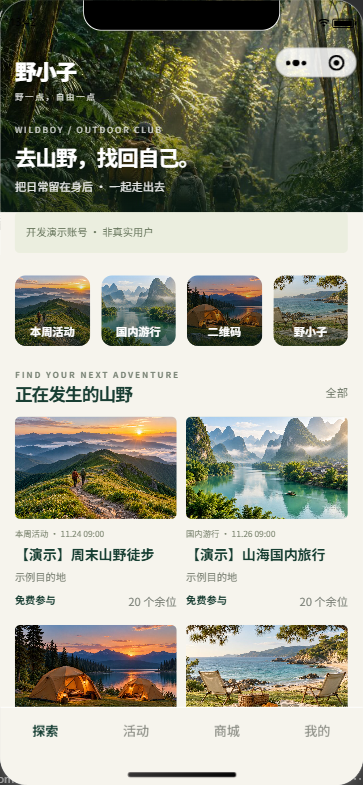 野小子
野一点，自由一点
WILDBOY / OUTDOOR CLUB
去山野，找回自己。
把日常留在身后 · 一起走出去
开发演示账号 · 非真实用户
本周活动
国内游行
二维码
野小子
FIND YOUR NEXT ADVENTURE
正在发生的山野
全部
本周活动 · 11.24 09:00
国内游行 · 11.26 09:00
【演示】周末山野徒步
【演示】山海国内旅行
示例目的地
示例目的地
免费参与
20 个余位
免费参与
20 个余位
探索
活动
商城
我的